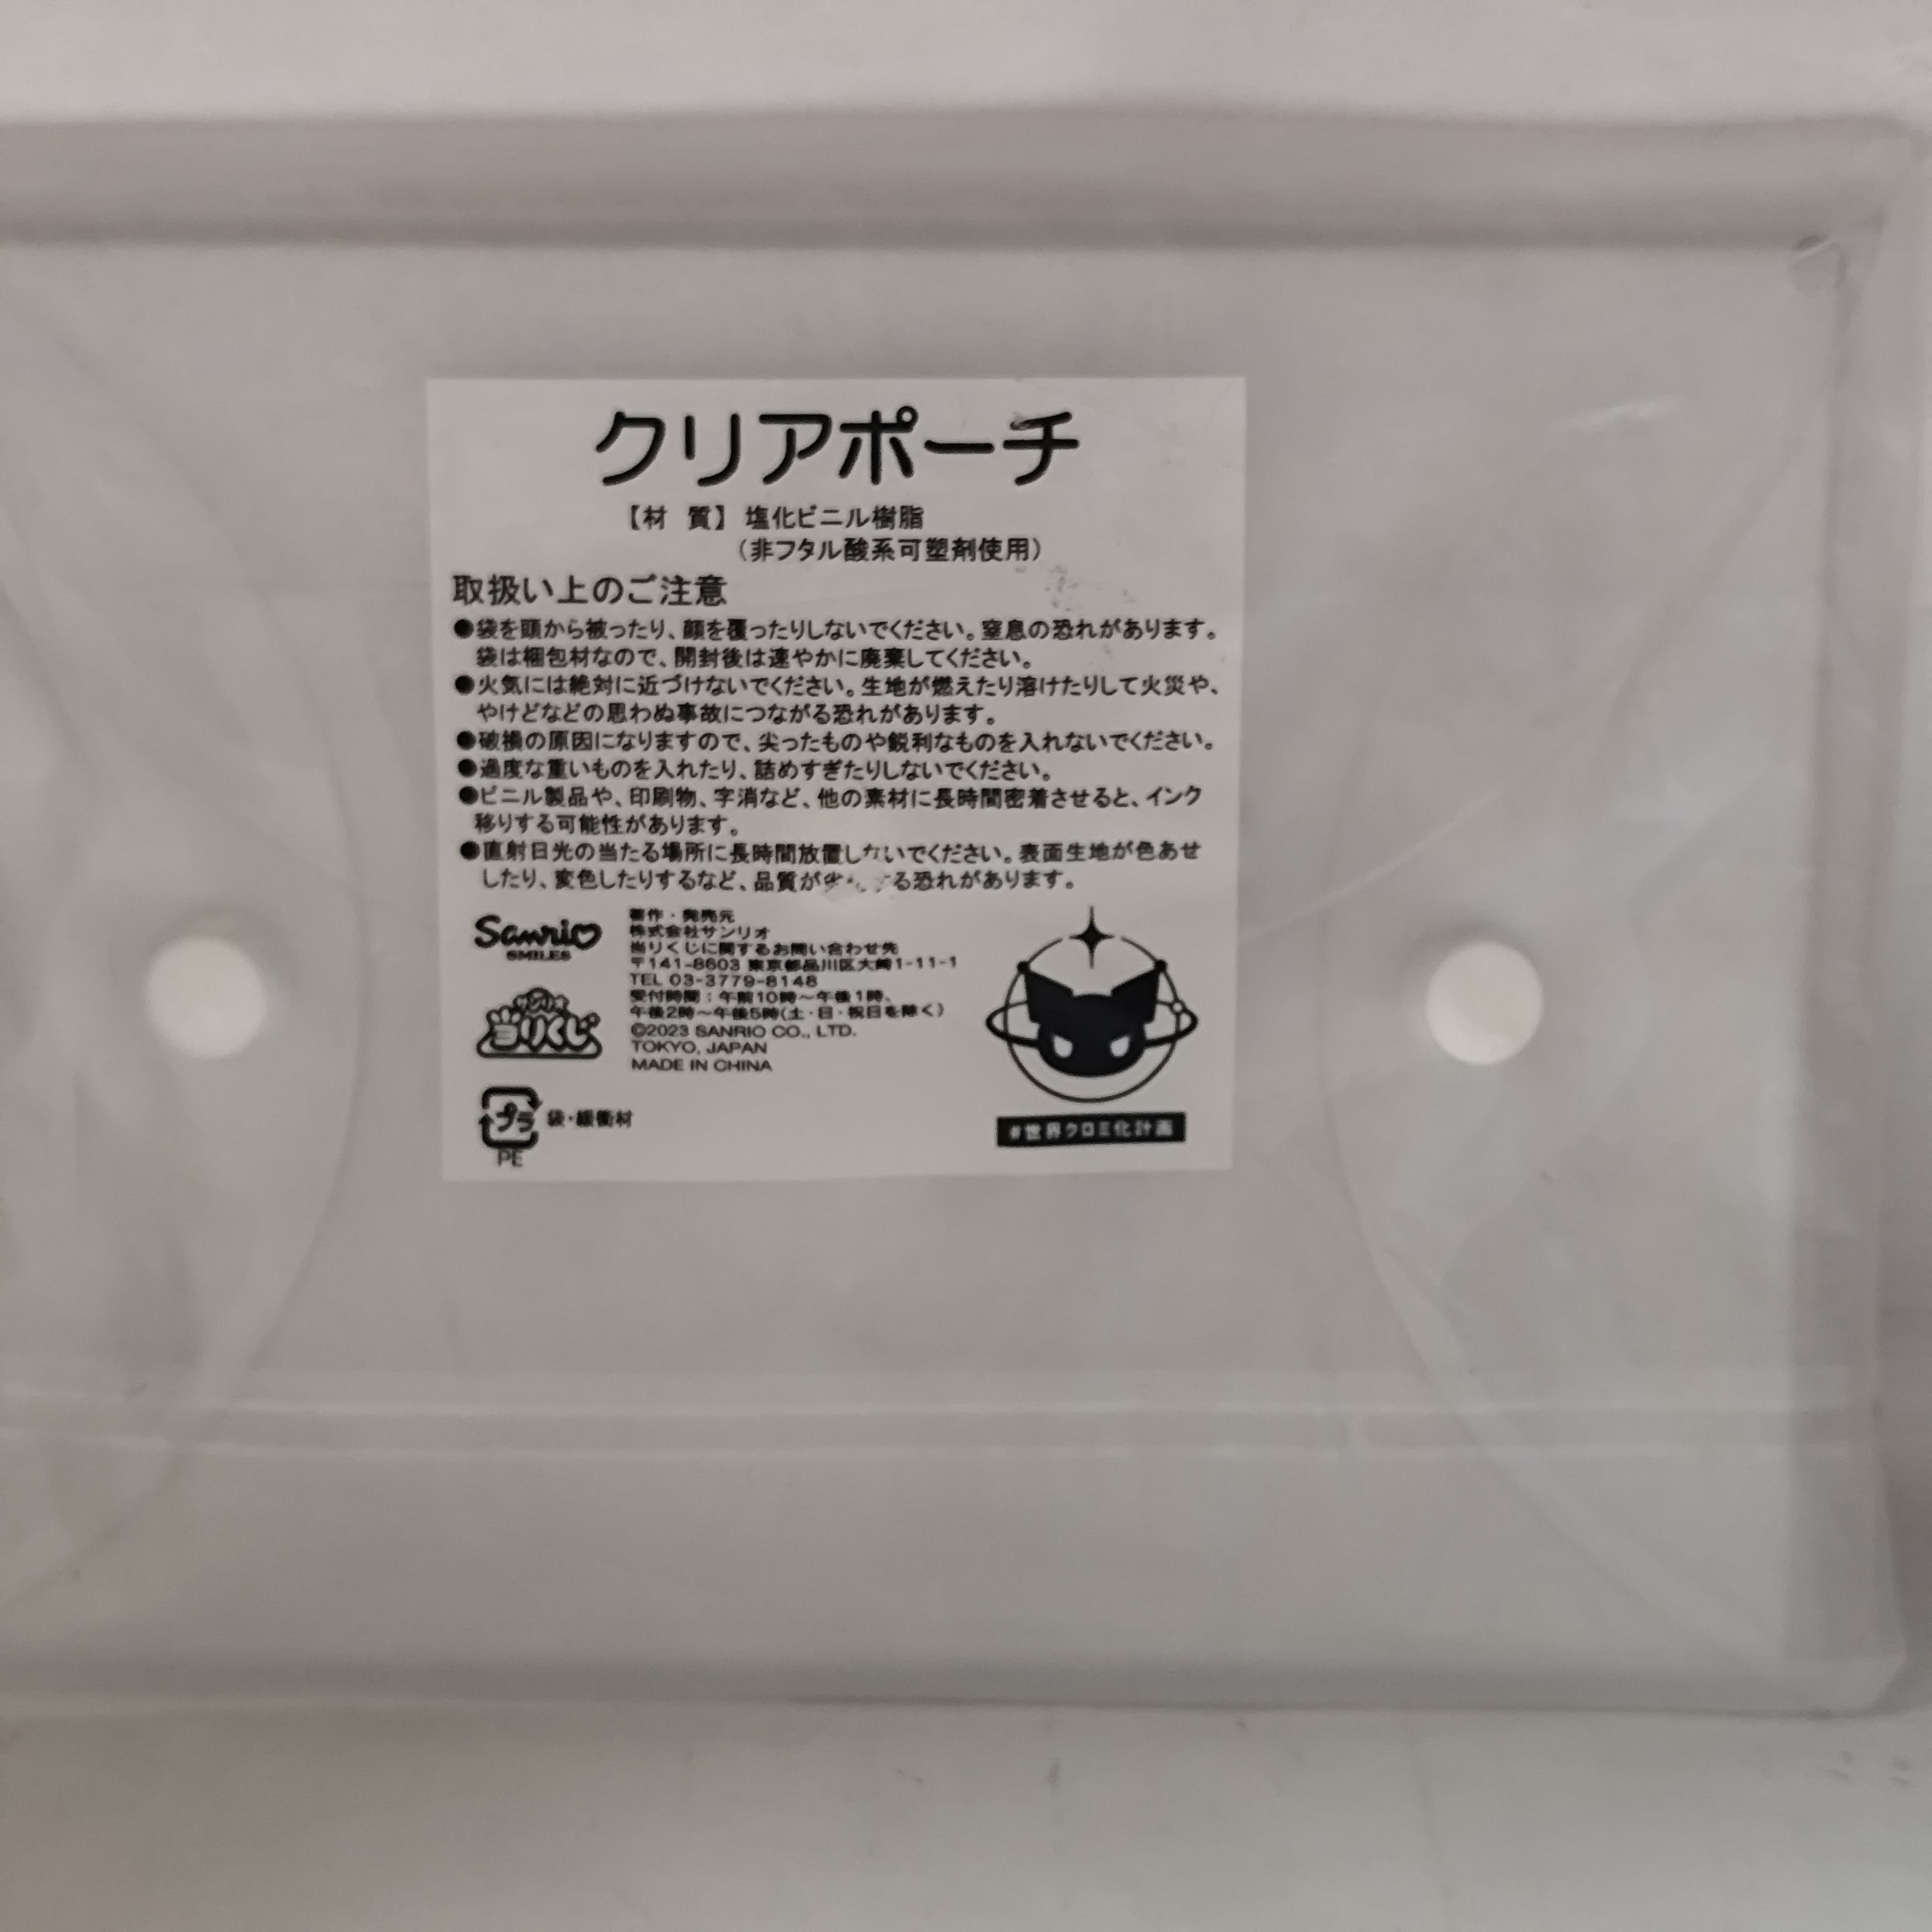 クリアポーチ
【材 質】 塩化ビニル樹脂
(非フタル酸系可塑剤使用)
取扱い上のご注意
●袋を頭から被ったり、顔を覆ったりしないでください。窒息の恐れがあります。
袋は梱包材なので、開封後は速やかに廃棄してください。
●火気には絶対に近づけないでください。生地が燃えたり溶けたりして火災や、
やけどなどの思わぬ事故につながる恐れがあります。
●破損の原因になりますので、尖ったものや鋭利なものを入れないでください。
●過度な重いものを入れたり、詰めすぎたりしないでください。
●ビニル製品や、印刷物、字消など、他の素材に長時間密着させると、インク
移りする可能性があります。
●直射日光の当たる場所に長時間放置しないでください。表面生地が色あせ
したり、変色したりするなど、品質が する恐れがあります。
Sanrio
SMILES
サンリオ
当りくじ
著作・発売元
株式会社サンリオ
当りくじに関するお問い合わせ先
〒141-8603 東京都品川区大崎1-11-1
TEL 03-3779-8148
受付時間：午前10時～午後1時、
午後2時～午後5時(土・日・祝日を除く)
©2023 SANRIO CO., LTD.
TOKYO, JAPAN
MADE IN CHINA
プラ 袋・緩衝材
PE
#世界クロミ化計画